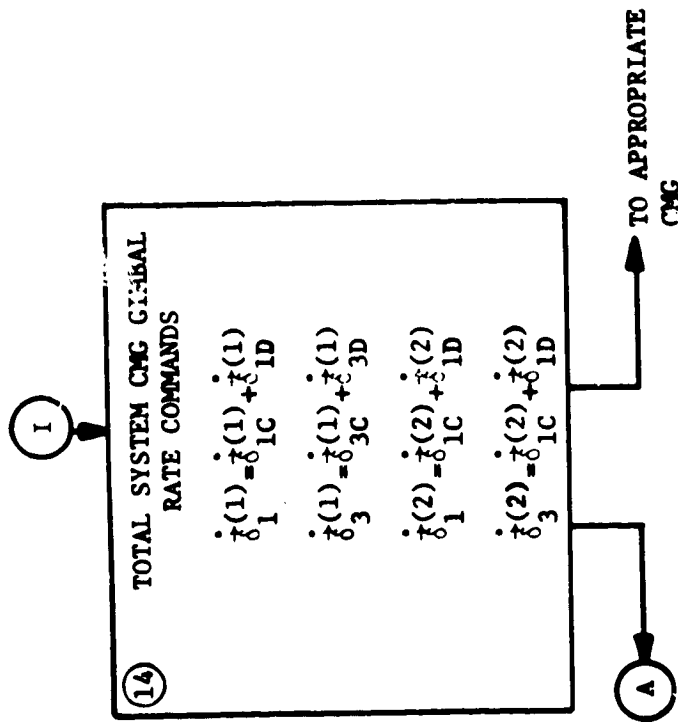 I
14
TOTAL SYSTEM CMG GIMBAL
RATE COMMANDS
δ̇₁⁽¹⁾=δ̇₁C⁽¹⁾+δ̇₁D⁽¹⁾
δ̇₃⁽¹⁾=δ̇₃C⁽¹⁾+δ̇₃D⁽¹⁾
δ̇₁⁽²⁾=δ̇₁C⁽²⁾+δ̇₁D⁽²⁾
δ̇₃⁽²⁾=δ̇₁C⁽²⁾+δ̇₁D⁽²⁾
A
TO APPROPRIATE
CMG